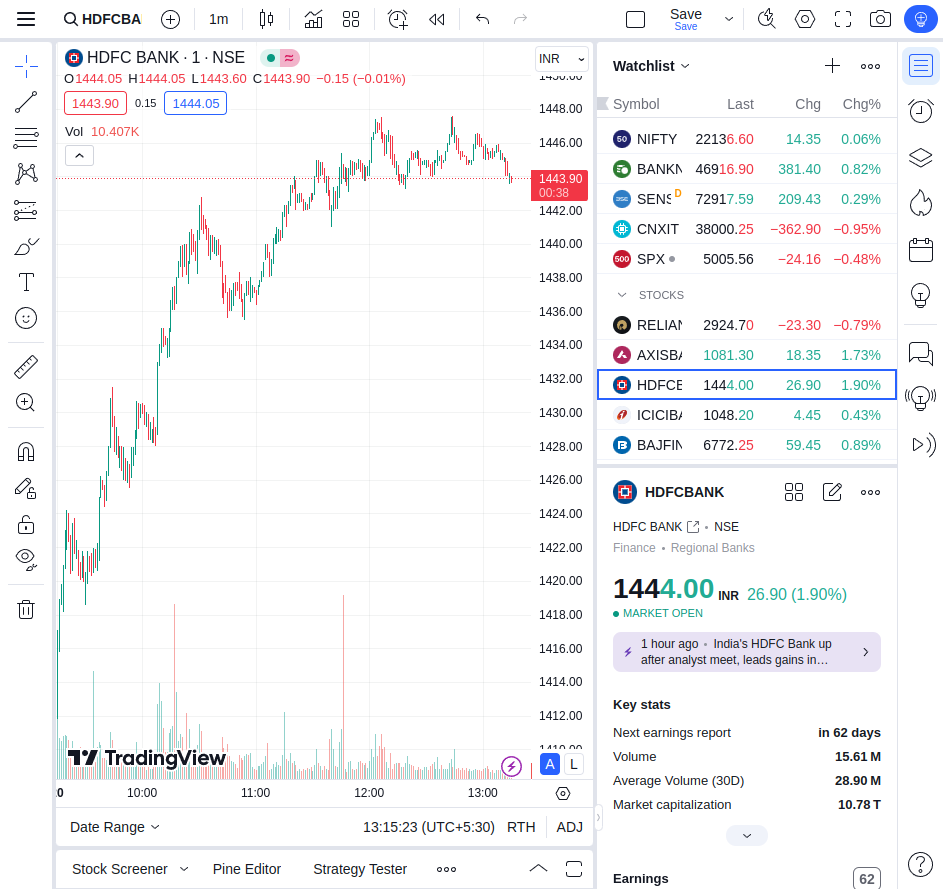 HDFCBA
1m
Save
Save
HDFC BANK · 1 · NSE
INR
O1444.05 H1444.05 L1443.60 C1443.90 −0.15 (−0.01%)
1443.90 0.15 1444.05
Vol 10.407K
1450.00
1448.00
1446.00
1443.90
00:38
1442.00
1440.00
1438.00
1436.00
1434.00
1432.00
1430.00
1428.00
1426.00
1424.00
1422.00
1420.00
1418.00
1416.00
1414.00
1412.00
1410.00
TradingView
A L
10:00 11:00 12:00 13:00
Date Range 13:15:23 (UTC+5:30) RTH ADJ
Stock Screener Pine Editor Strategy Tester
Watchlist
Symbol Last Chg Chg%
50 NIFTY 22136.60 14.35 0.06%
BANKN 46916.90 381.40 0.82%
SENS D 72917.59 209.43 0.29%
CNXIT 38000.25 −362.90 −0.95%
500 SPX 5005.56 −24.16 −0.48%
STOCKS
RELIAN 2924.70 −23.30 −0.79%
AXISBA 1081.30 18.35 1.73%
HDFCB 1444.00 26.90 1.90%
ICICIBA 1048.20 4.45 0.43%
BAJFIN 6772.25 59.45 0.89%
HDFCBANK
HDFC BANK • NSE
Finance • Regional Banks
1444.00 INR 26.90 (1.90%)
MARKET OPEN
1 hour ago • India's HDFC Bank up
after analyst meet, leads gains in…
Key stats
Next earnings report in 62 days
Volume 15.61 M
Average Volume (30D) 28.90 M
Market capitalization 10.78 T
Earnings 62